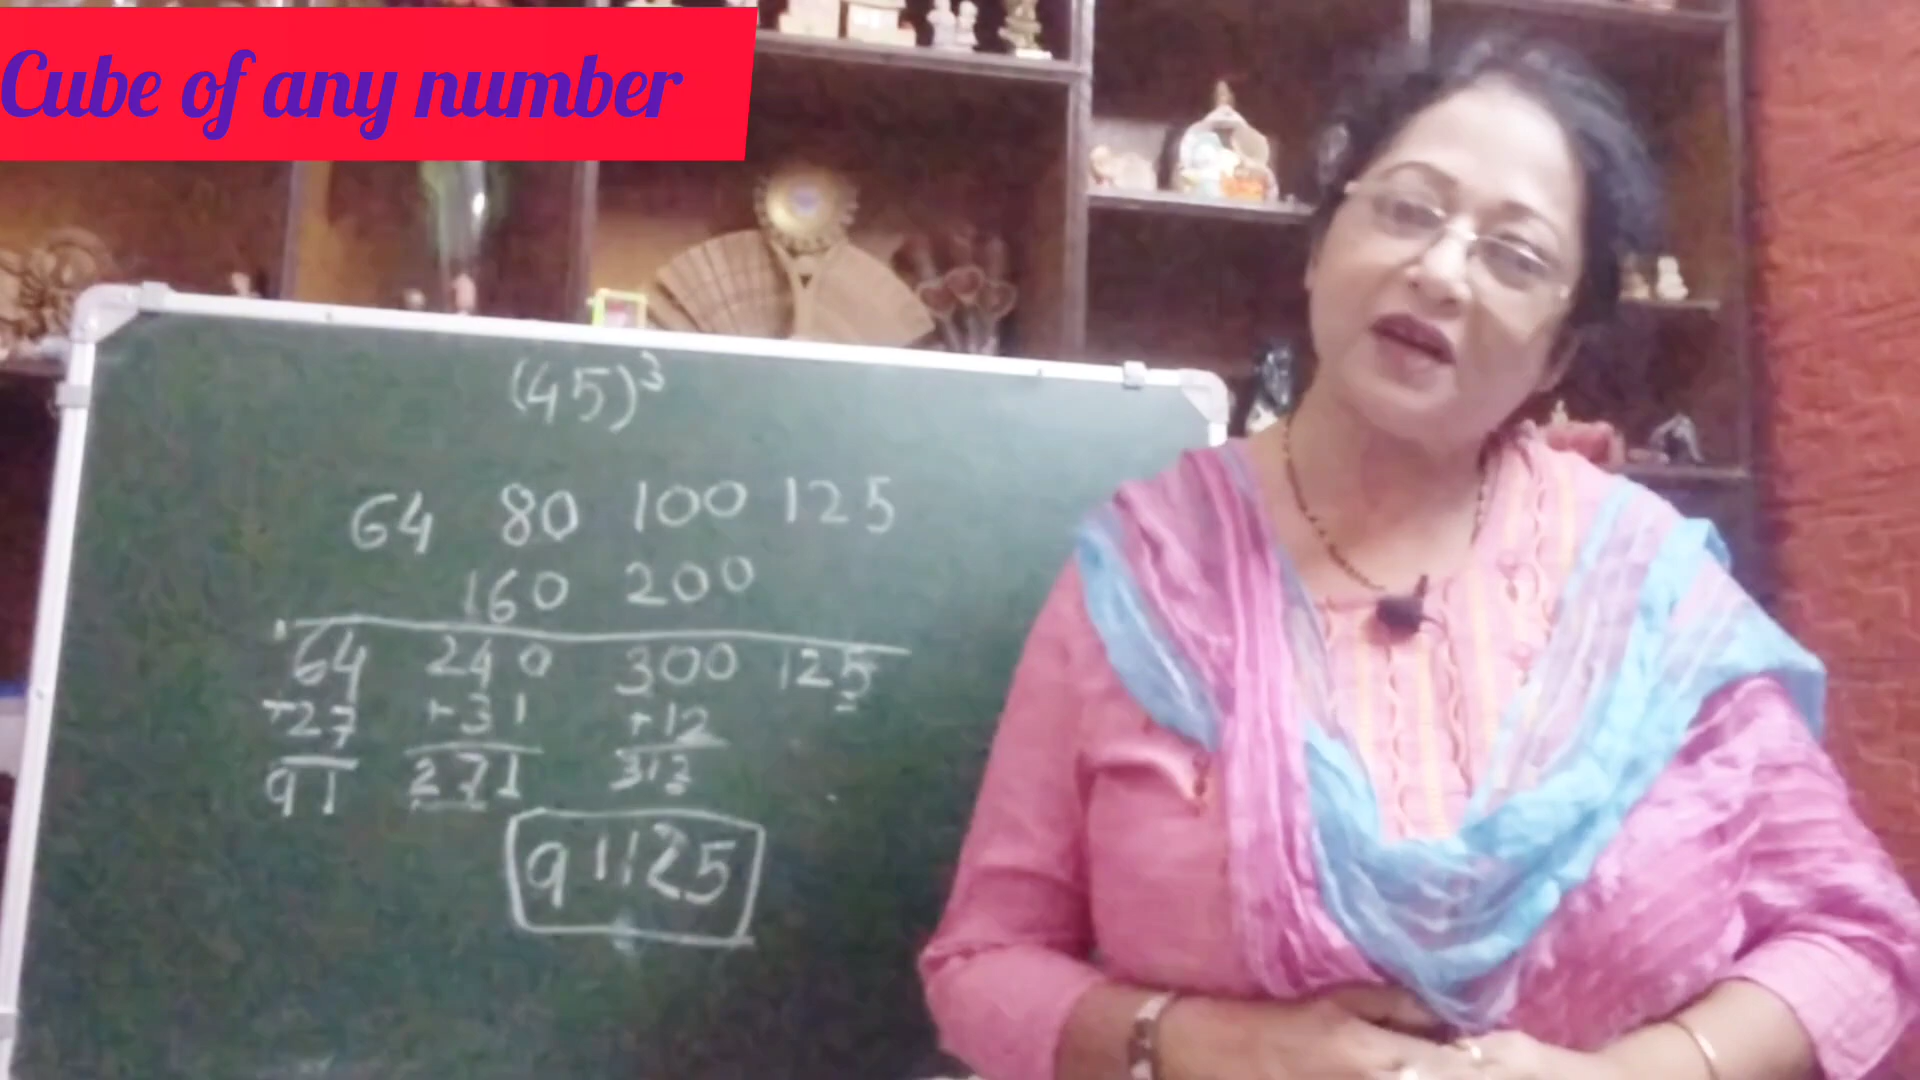 Cube of any number
(45)³
64 80 100 125
160 200
64 240 300 125
+27 +31 +12
91 271 312
91125